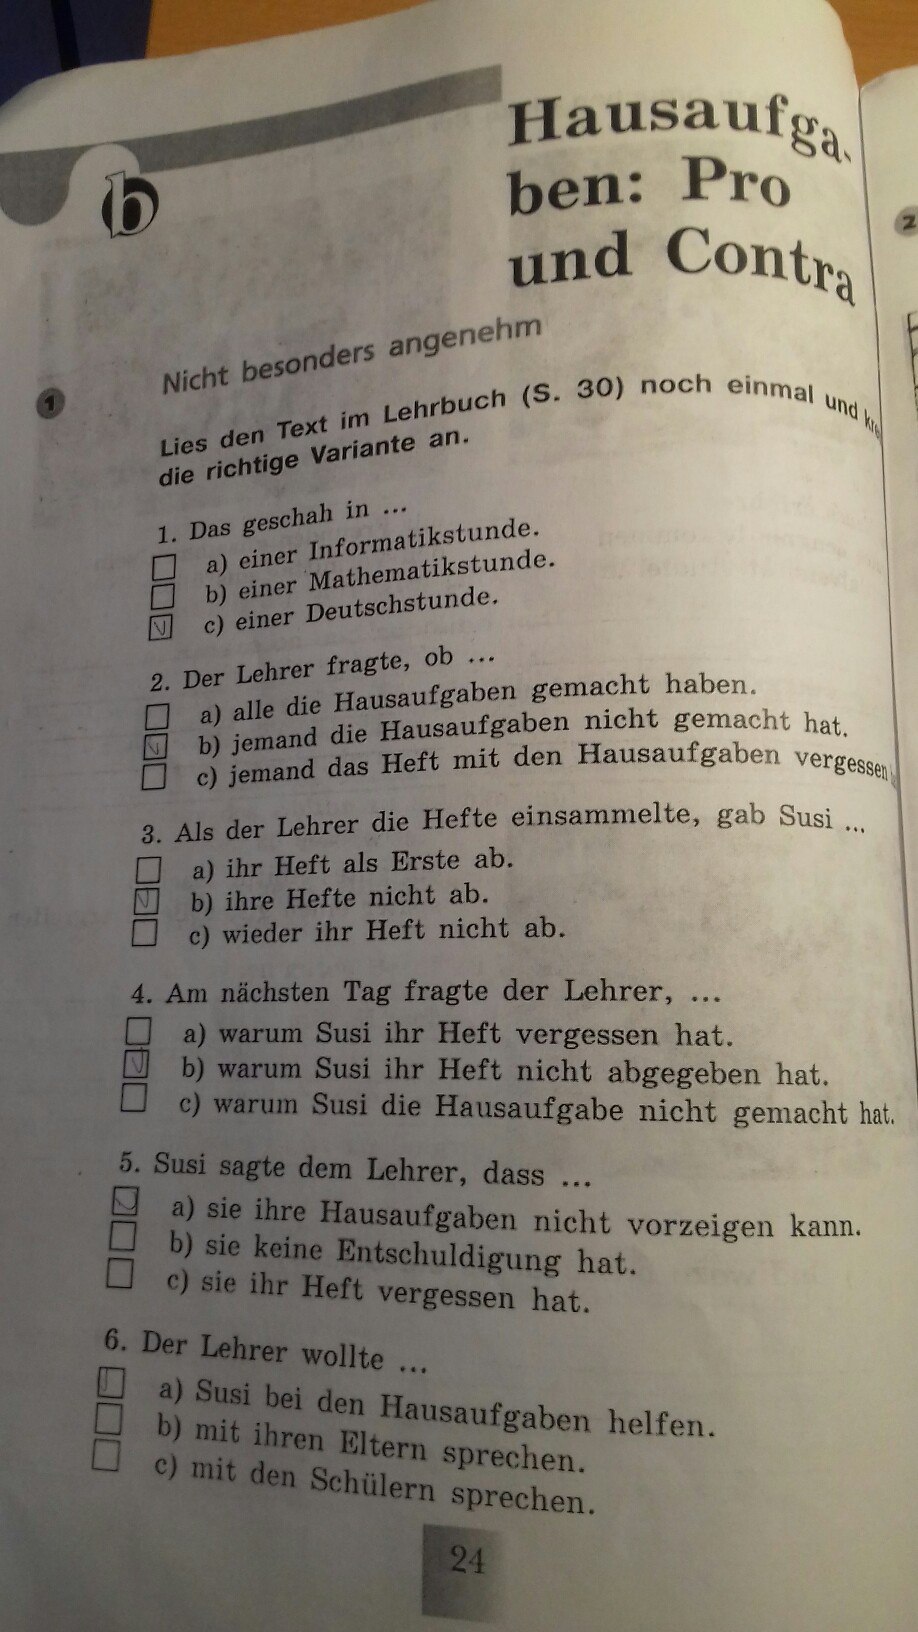 b
Hausaufga-
ben: Pro
und Contra
Nicht besonders angenehm
1
Lies den Text im Lehrbuch (S. 30) noch einmal und
die richtige Variante an.
1. Das geschah in ...
a) einer Informatikstunde.
b) einer Mathematikstunde.
c) einer Deutschstunde.
2. Der Lehrer fragte, ob ...
a) alle die Hausaufgaben gemacht haben.
b) jemand die Hausaufgaben nicht gemacht hat.
c) jemand das Heft mit den Hausaufgaben vergessen
3. Als der Lehrer die Hefte einsammelte, gab Susi ...
a) ihr Heft als Erste ab.
b) ihre Hefte nicht ab.
c) wieder ihr Heft nicht ab.
4. Am nächsten Tag fragte der Lehrer, ...
a) warum Susi ihr Heft vergessen hat.
b) warum Susi ihr Heft nicht abgegeben hat.
c) warum Susi die Hausaufgabe nicht gemacht hat.
5. Susi sagte dem Lehrer, dass ...
a) sie ihre Hausaufgaben nicht vorzeigen kann.
b) sie keine Entschuldigung hat.
c) sie ihr Heft vergessen hat.
6. Der Lehrer wollte ...
a) Susi bei den Hausaufgaben helfen.
b) mit ihren Eltern sprechen.
c) mit den Schülern sprechen.
24
2